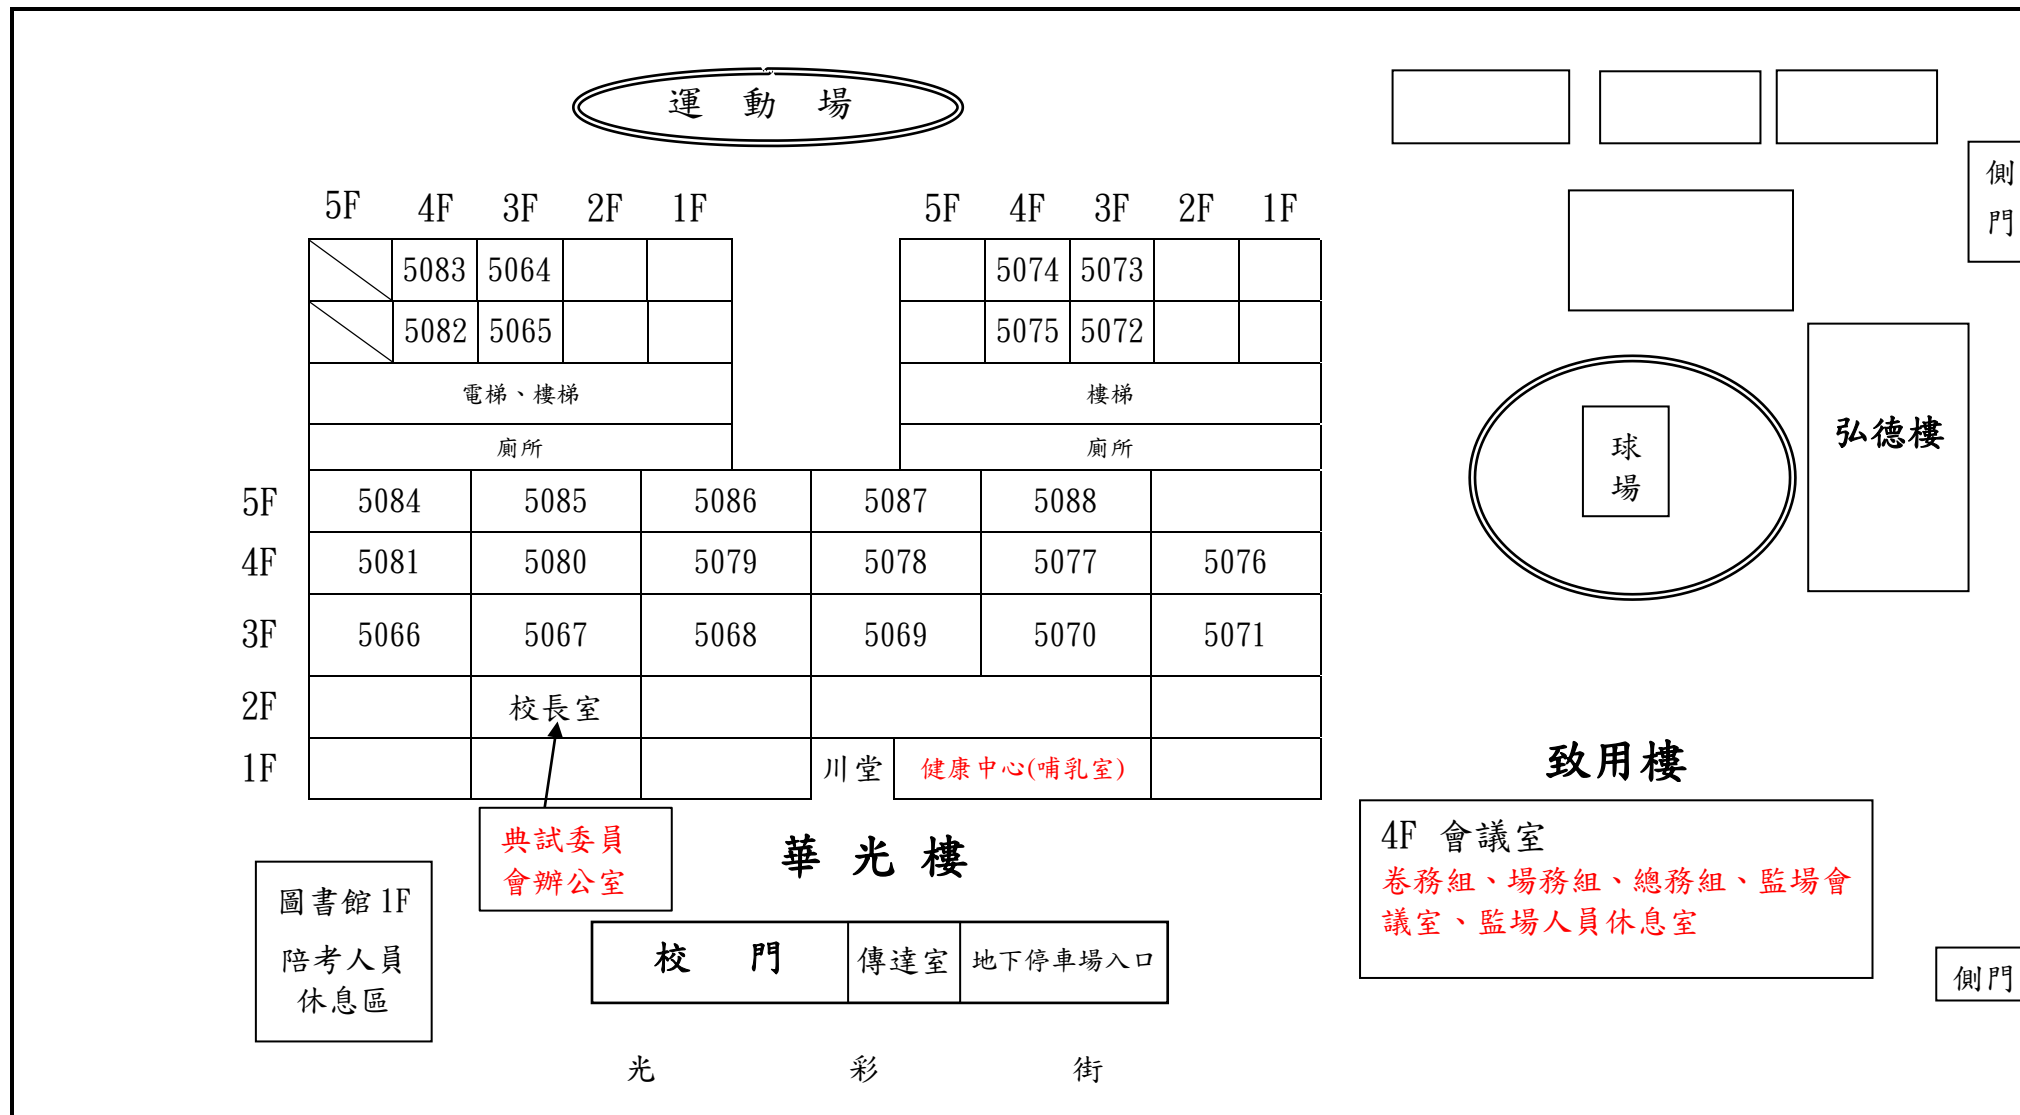 運 動 場
側
門
5F 4F 3F 2F 1F
5F 4F 3F 2F 1F
5083 5064
5074 5073
5082 5065
5075 5072
電梯、樓梯
樓梯
廁所
廁所
球
場
弘德樓
5F 5084 5085 5086 5087 5088
4F 5081 5080 5079 5078 5077 5076
3F 5066 5067 5068 5069 5070 5071
2F 校長室
1F 川堂 健康中心(哺乳室)
典試委員
會辦公室
華 光 樓
致用樓
4F 會議室
卷務組、場務組、總務組、監場會
議室、監場人員休息室
圖書館 1F
陪考人員
休息區
校 門 傳達室 地下停車場入口
側門
光 彩 街